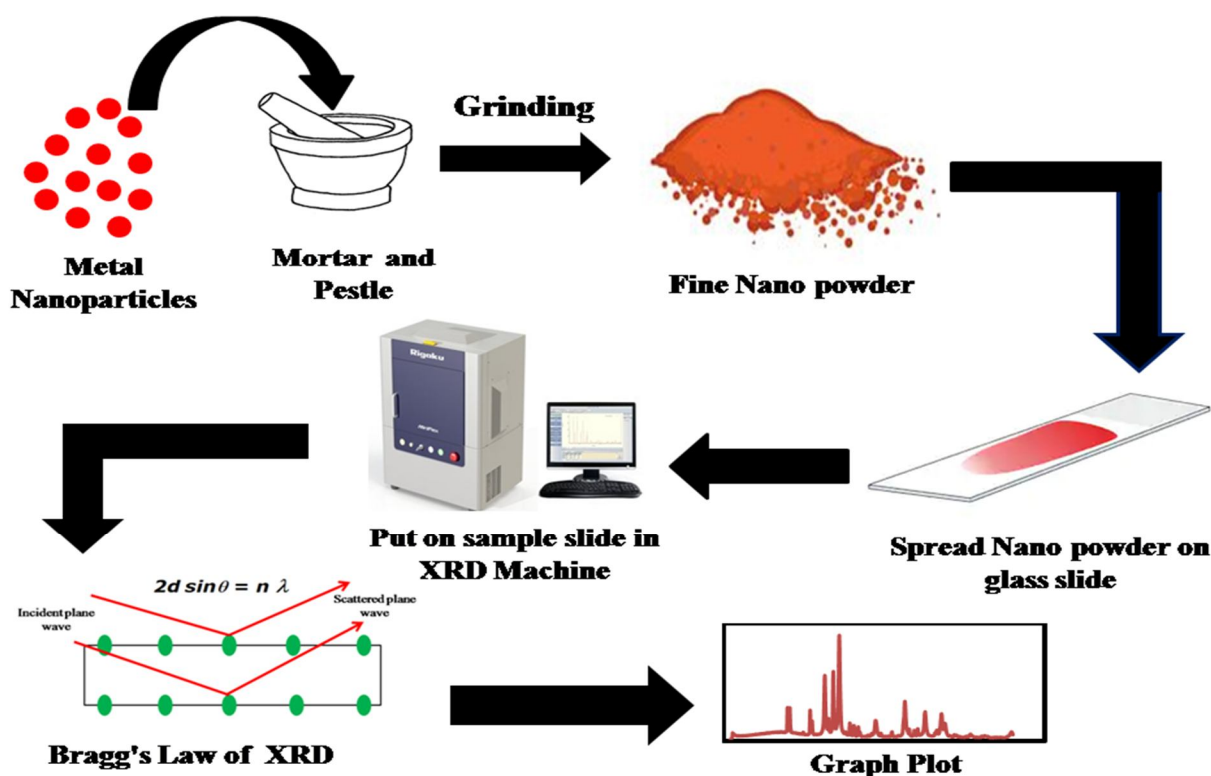 Grinding
Metal
Nanoparticles
Mortar and
Pestle
Fine Nano powder
Rigaku
Put on sample slide in
XRD Machine
Spread Nano powder on
glass slide
2d sinθ = n λ
Incident plane
wave
Scattered plane
wave
Bragg's Law of XRD
Graph Plot